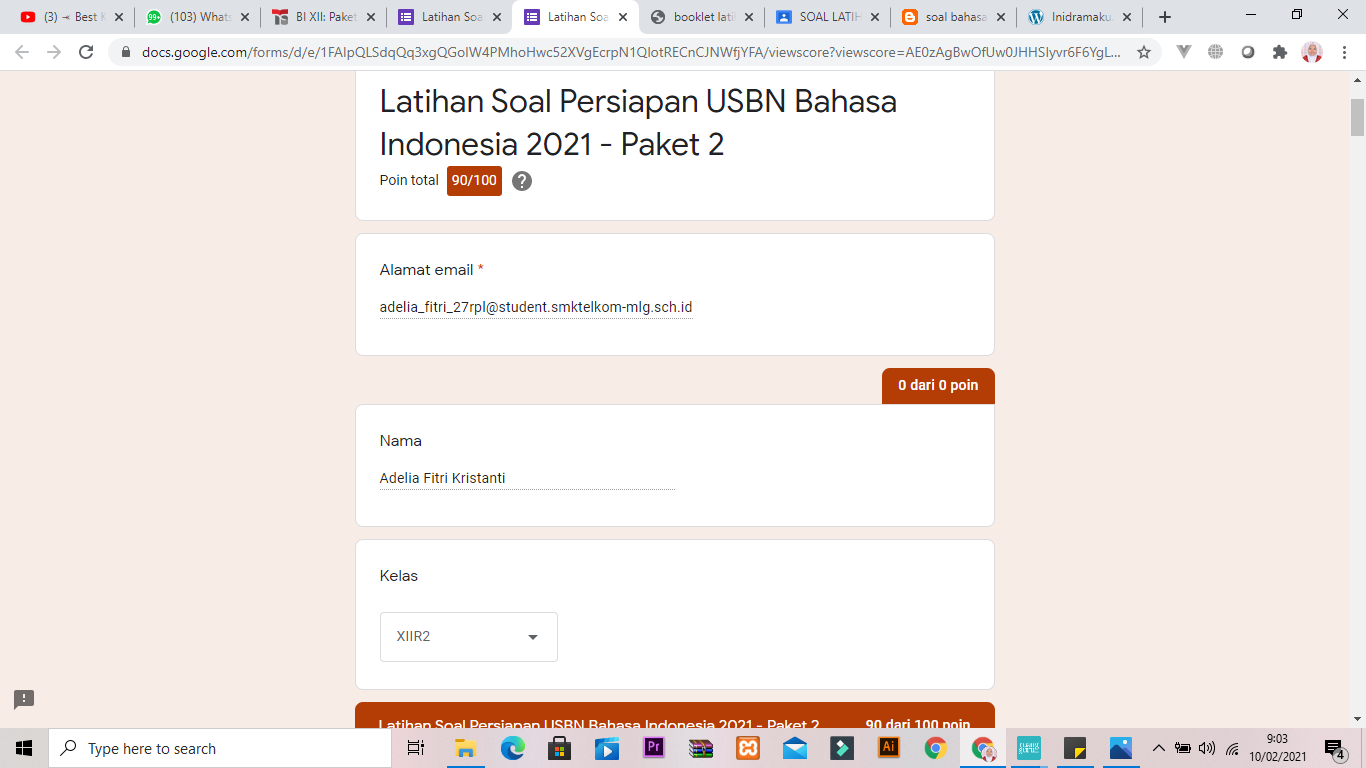 (3) ⊲ Best K
(103) Whats
BI XII: Paket
Latihan Soa
Latihan Soa
booklet lati
SOAL LATIH
soal bahasa
Inidramaku.
docs.google.com/forms/d/e/1FAIpQLSdqQq3xgQGolW4PMhoHwc52XVgEcrpN1QlotRECnCJNWfjYFA/viewscore?viewscore=AE0zAgBwOfUw0JHHSlyvr6F6YgL...
Latihan Soal Persiapan USBN Bahasa
Indonesia 2021 - Paket 2
Poin total 90/100 ?
Alamat email *
adelia_fitri_27rpl@student.smktelkom-mlg.sch.id
0 dari 0 poin
Nama
Adelia Fitri Kristanti
Kelas
XIIR2
Latihan Soal Persiapan USBN Bahasa Indonesia 2021 - Paket 2 90 dari 100 poin
Type here to search
Pr
Ai
9:03
10/02/2021
4